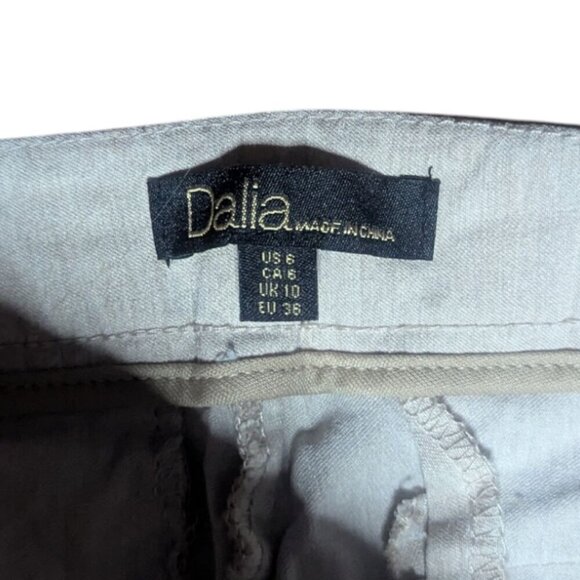 Dalia MADE IN CHINA
US 6
CA 6
UK 10
EU 36